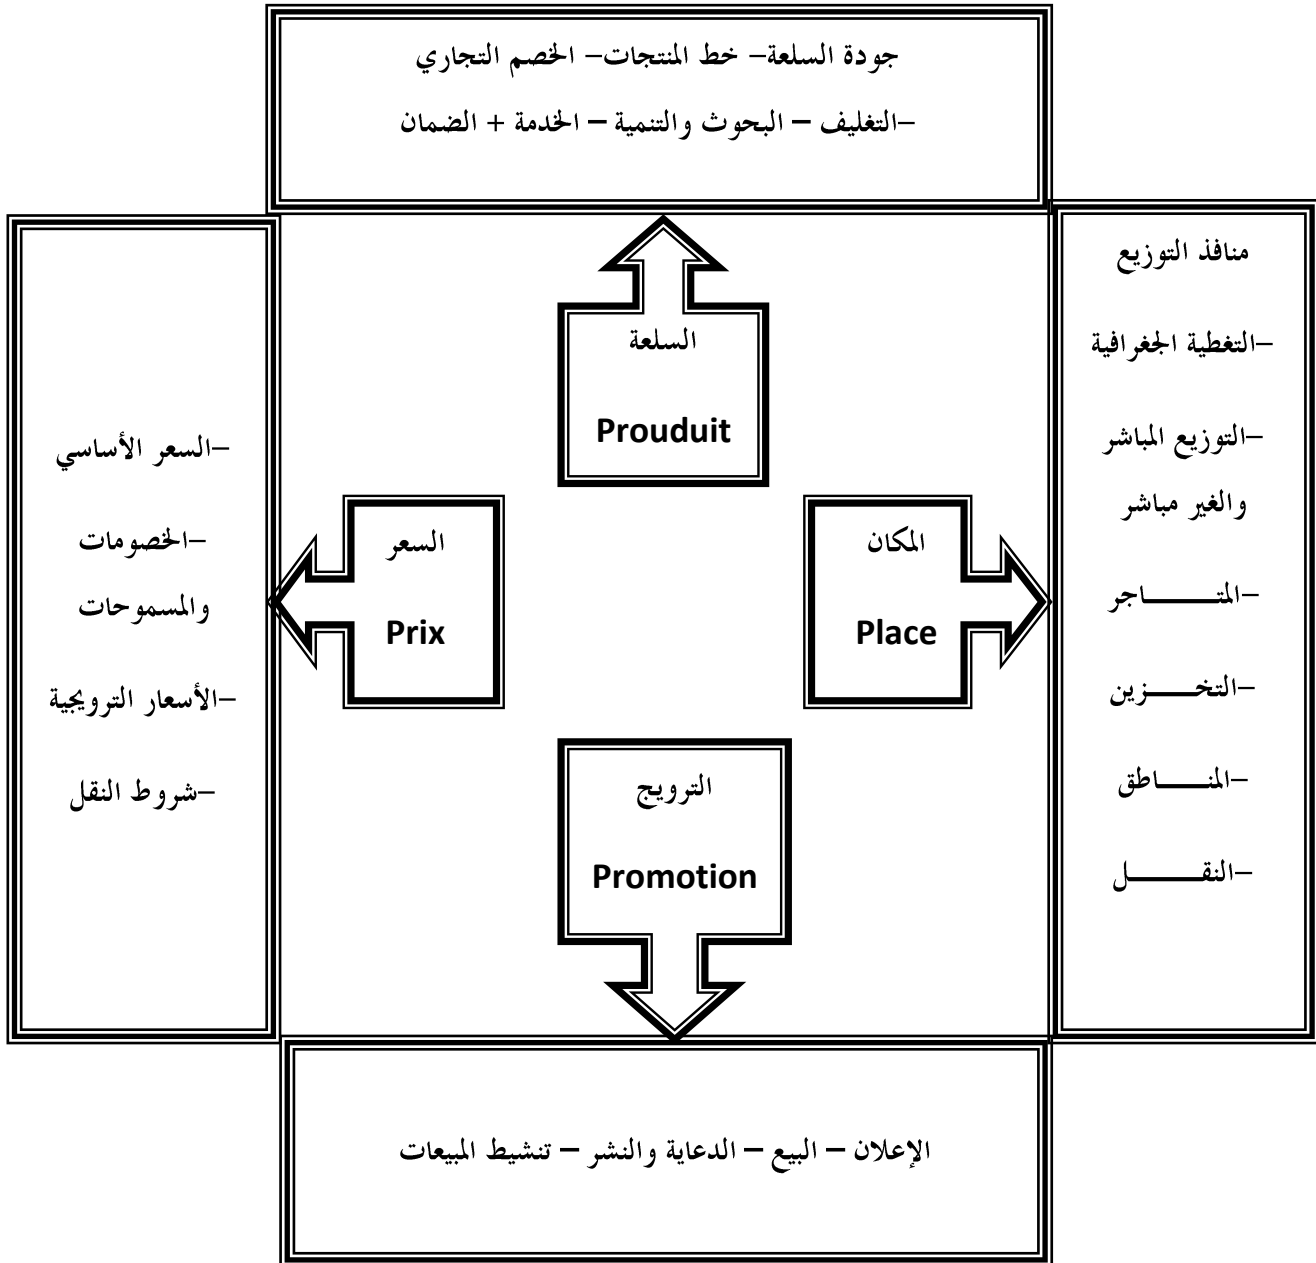 جودة السلعة– خط المنتجات– الخصم التجاري
–التغليف – البحوث والتنمية – الخدمة + الضمان
منافذ التوزيع
–التغطية الجغرافية
–التوزيع المباشر
والغير مباشر
–المتـــــاجر
–التخـــــزين
–المنـــــاطق
–النقـــــل
السلعة
Prouduit
المكان
Place
السعر
Prix
الترويج
Promotion
–السعر الأساسي
–الخصومات
والمسموحات
–الأسعار الترويجية
–شروط النقل
الإعلان – البيع – الدعاية والنشر – تنشيط المبيعات